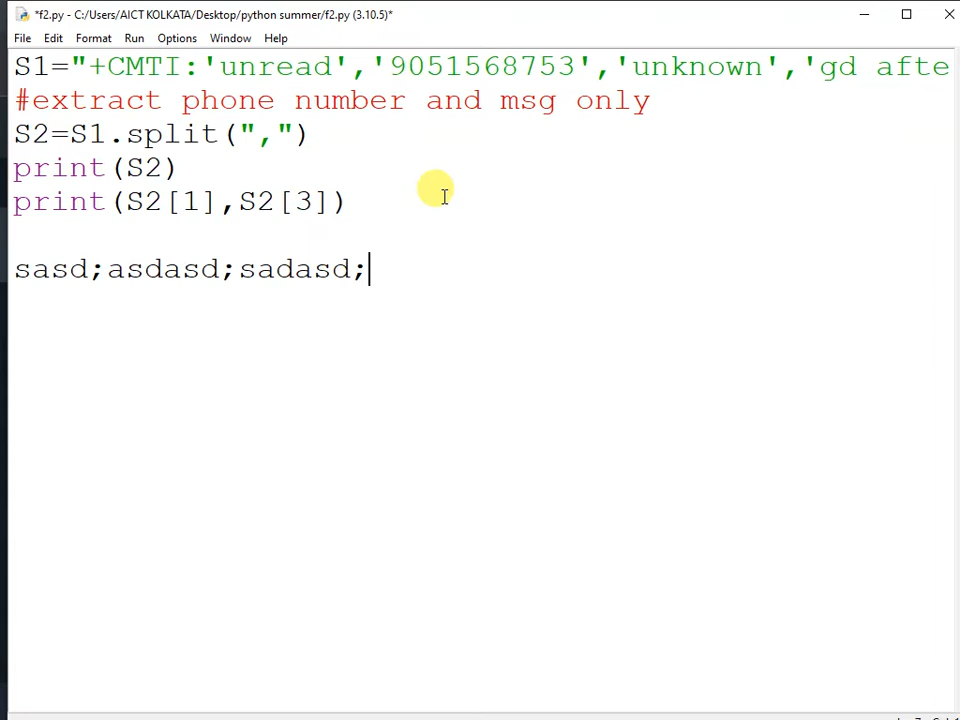 *f2.py - C:/Users/AICT KOLKATA/Desktop/python summer/f2.py (3.10.5)*
File Edit Format Run Options Window Help
S1="+CMTI:'unread','9051568753','unknown','gd afte
#extract phone number and msg only
S2=S1.split(",")
print(S2)
print(S2[1],S2[3])
sasd;asdasd;sadasd;